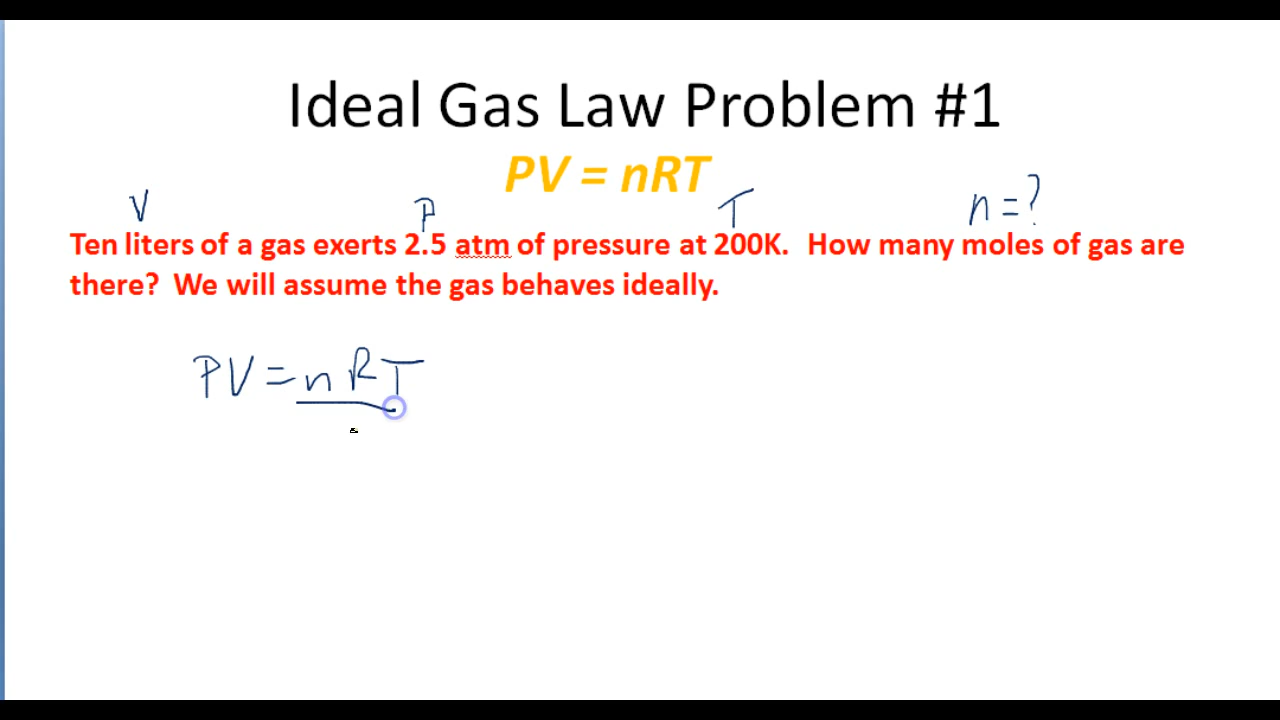 Ideal Gas Law Problem #1
PV = nRT
V P T n = ?
Ten liters of a gas exerts 2.5 atm of pressure at 200K.  How many moles of gas are
there?  We will assume the gas behaves ideally.
PV = nRT